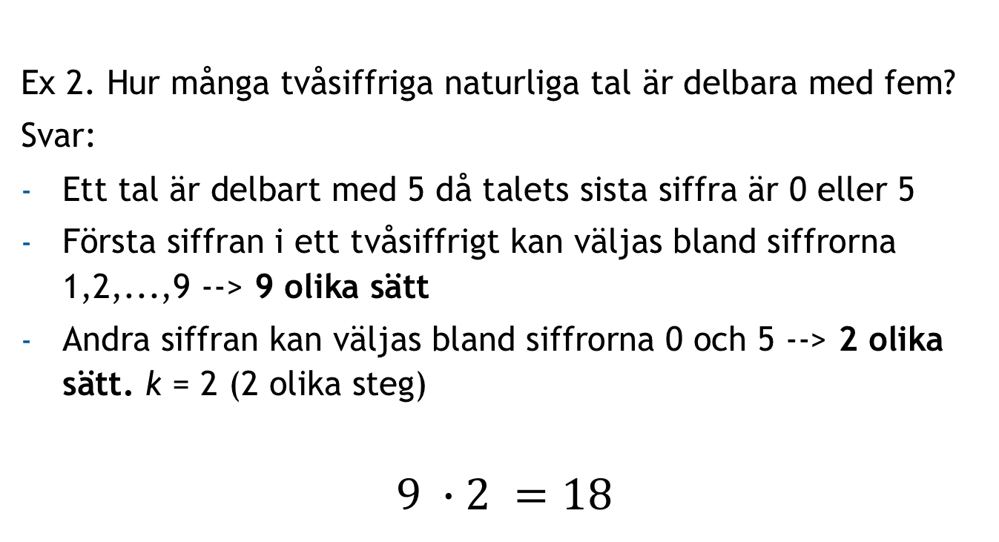 Ex 2. Hur många tvåsiffriga naturliga tal är delbara med fem?
Svar:
- Ett tal är delbart med 5 då talets sista siffra är 0 eller 5
- Första siffran i ett tvåsiffrigt kan väljas bland siffrorna
1,2,...,9 --> 9 olika sätt
- Andra siffran kan väljas bland siffrorna 0 och 5 --> 2 olika
sätt. k = 2 (2 olika steg)
9 · 2 = 18